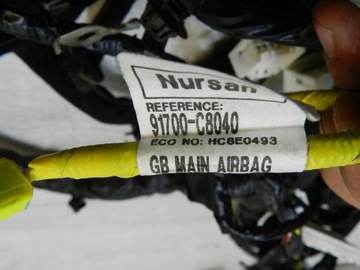 Nursan
REFERENCE:
91700-C8040
ECO NO: HC8E0493
GB MAIN AIRBAG